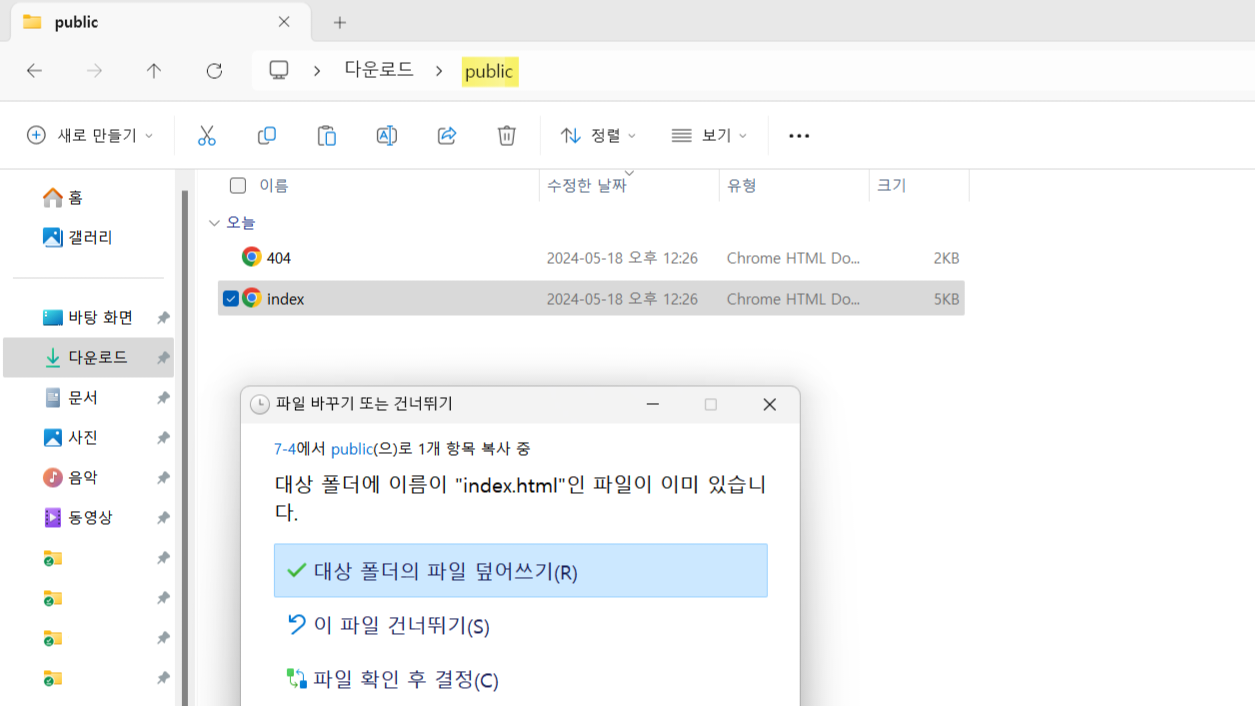 public
다운로드
public
새로 만들기
정렬
보기
이름
수정한 날짜
유형
크기
홈
갤러리
바탕 화면
다운로드
문서
사진
음악
동영상
오늘
404 2024-05-18 오후 12:26 Chrome HTML Do... 2KB
index 2024-05-18 오후 12:26 Chrome HTML Do... 5KB
파일 바꾸기 또는 건너뛰기
7-4에서 public(으)로 1개 항목 복사 중
대상 폴더에 이름이 "index.html"인 파일이 이미 있습니
다.
대상 폴더의 파일 덮어쓰기(R)
이 파일 건너뛰기(S)
파일 확인 후 결정(C)